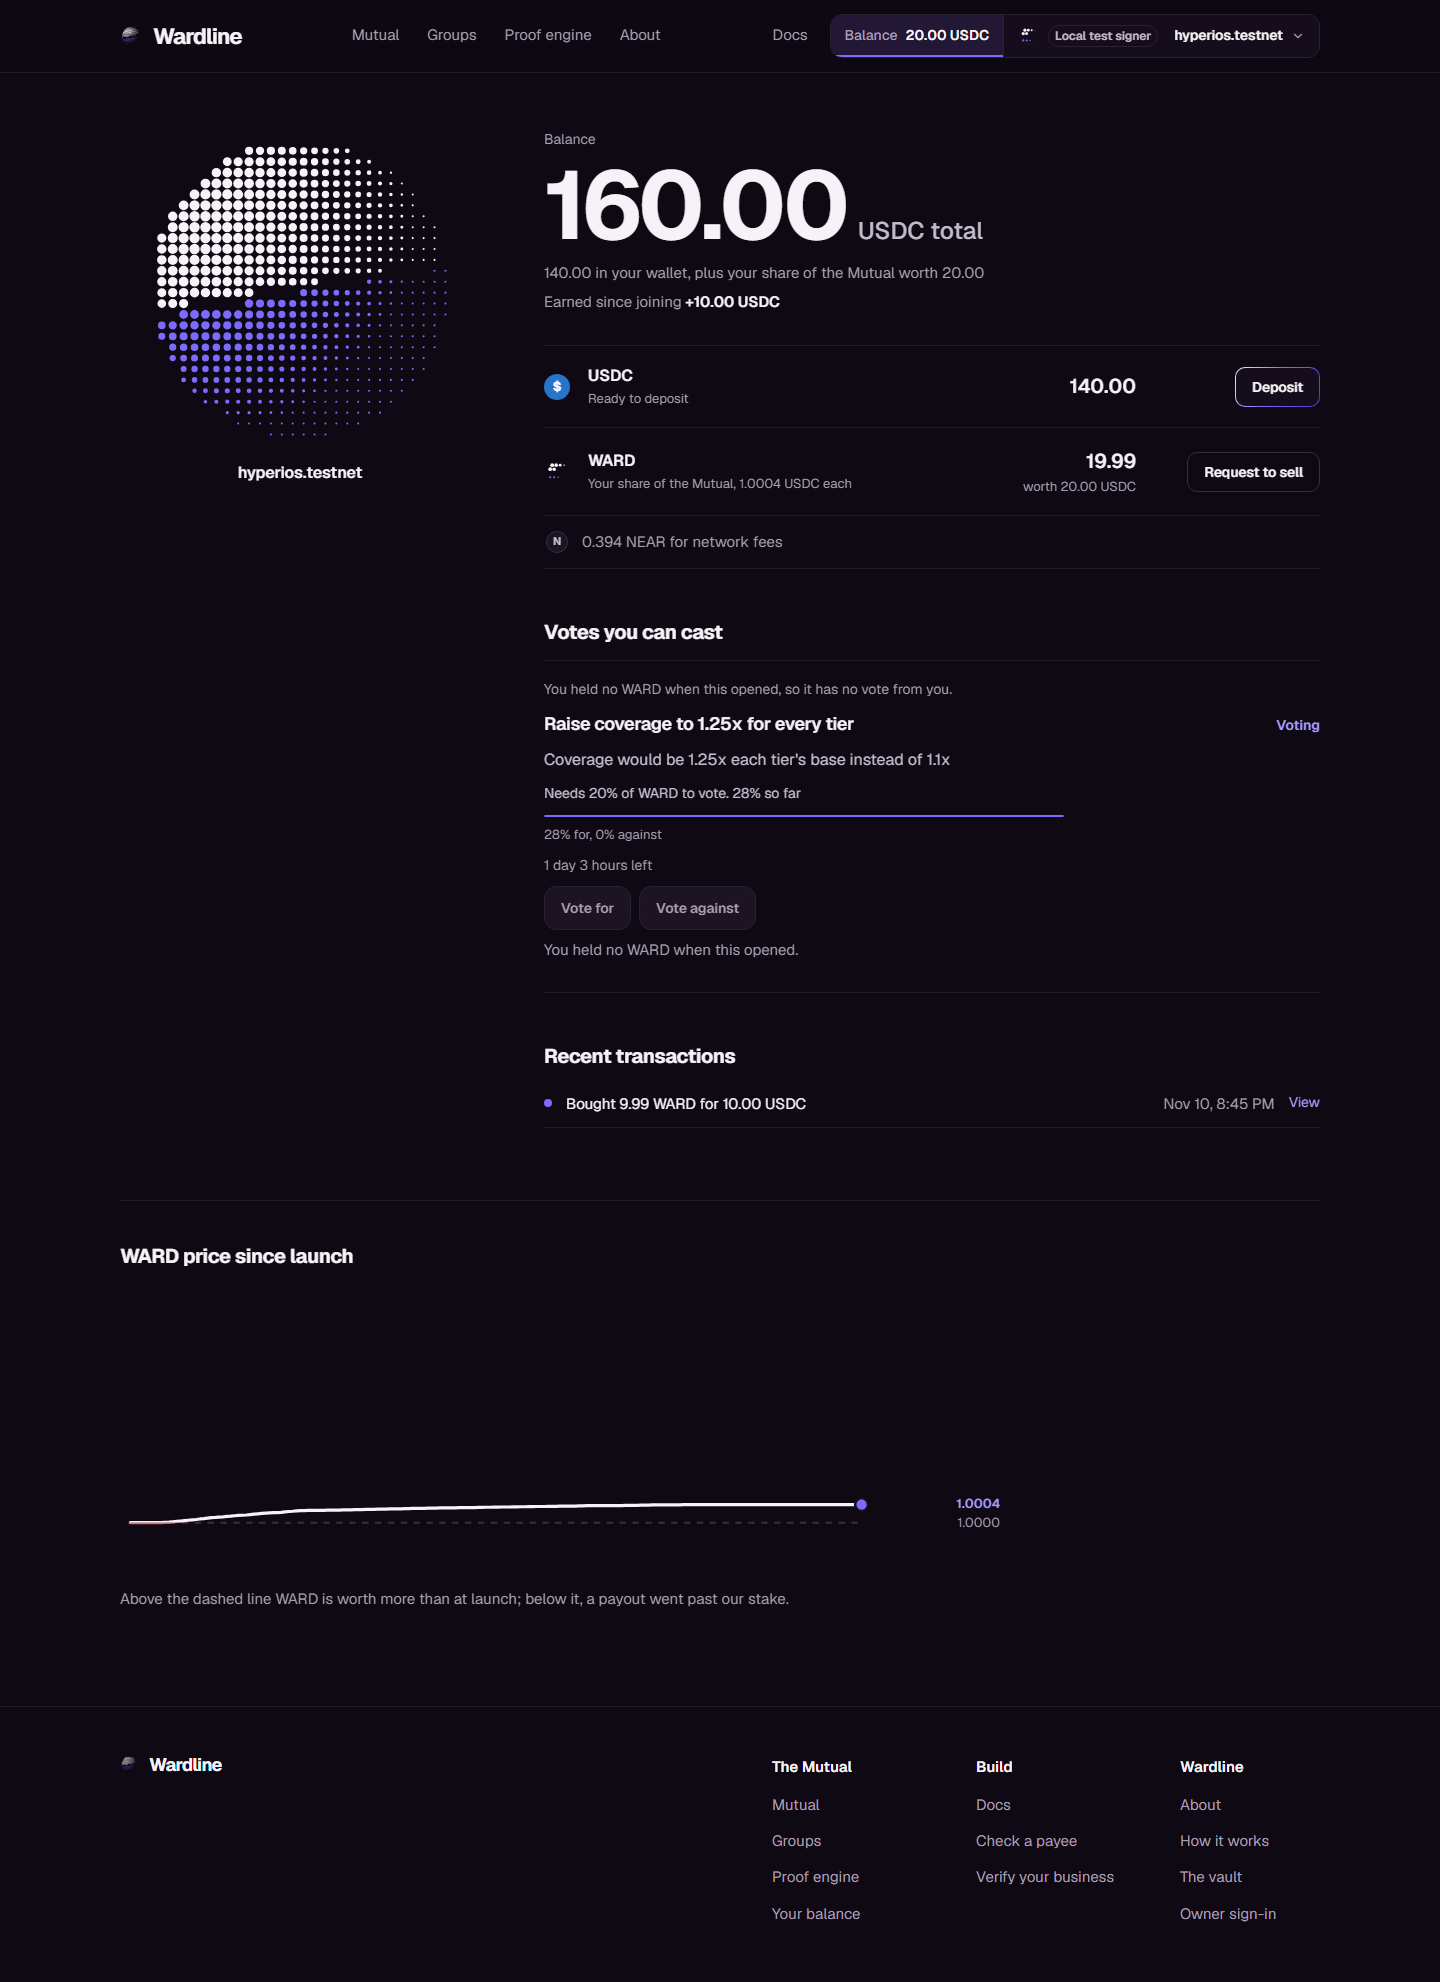 Wardline
Mutual
Groups
Proof engine
About
Docs
Balance 20.00 USDC
Local test signer
hyperios.testnet
hyperios.testnet
Balance
160.00 USDC total
140.00 in your wallet, plus your share of the Mutual worth 20.00
Earned since joining +10.00 USDC
$
USDC
Ready to deposit
140.00
Deposit
WARD
Your share of the Mutual, 1.0004 USDC each
19.99
worth 20.00 USDC
Request to sell
N
0.394 NEAR for network fees
Votes you can cast
You held no WARD when this opened, so it has no vote from you.
Raise coverage to 1.25x for every tier
Voting
Coverage would be 1.25x each tier's base instead of 1.1x
Needs 20% of WARD to vote. 28% so far
28% for, 0% against
1 day 3 hours left
Vote for
Vote against
You held no WARD when this opened.
Recent transactions
Bought 9.99 WARD for 10.00 USDC
Nov 10, 8:45 PM
View
WARD price since launch
1.0004
1.0000
Above the dashed line WARD is worth more than at launch; below it, a payout went past our stake.
Wardline
The Mutual
Mutual
Groups
Proof engine
Your balance
Build
Docs
Check a payee
Verify your business
Wardline
About
How it works
The vault
Owner sign-in